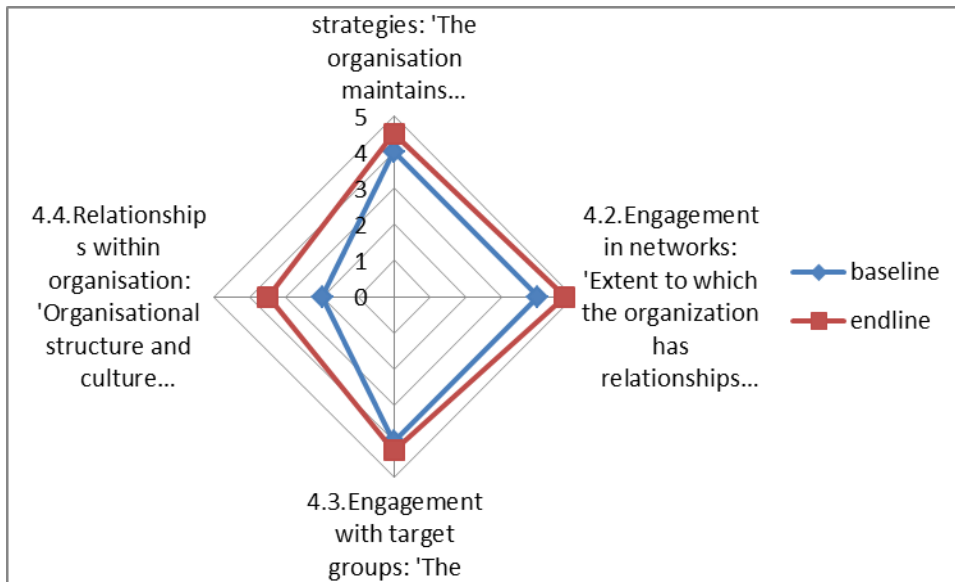 strategies: 'The
organisation
maintains...
5
4
3
2
1
0
4.4.Relationship
s within
organisation:
'Organisational
structure and
culture...
4.2.Engagement
in networks:
'Extent to which
the organization
has
relationships...
baseline
endline
4.3.Engagement
with target
groups: 'The